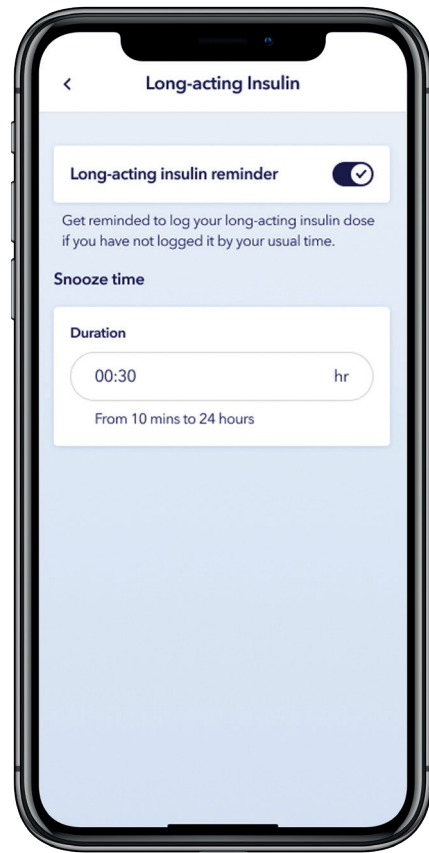 Long-acting Insulin
Long-acting insulin reminder
Get reminded to log your long-acting insulin dose
if you have not logged it by your usual time.
Snooze time
Duration
00:30 hr
From 10 mins to 24 hours